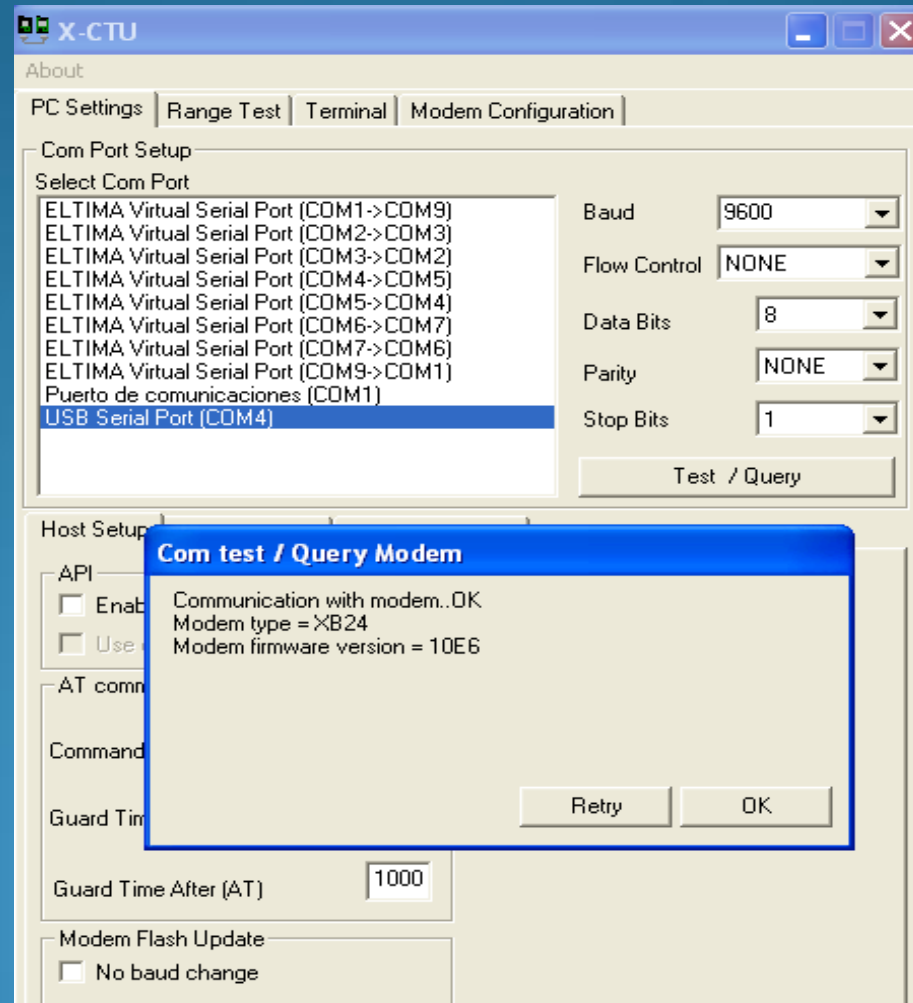 X-CTU
About
PC Settings Range Test Terminal Modem Configuration
Com Port Setup
Select Com Port
ELTIMA Virtual Serial Port (COM1->COM9)
ELTIMA Virtual Serial Port (COM2->COM3)
ELTIMA Virtual Serial Port (COM3->COM2)
ELTIMA Virtual Serial Port (COM4->COM5)
ELTIMA Virtual Serial Port (COM5->COM4)
ELTIMA Virtual Serial Port (COM6->COM7)
ELTIMA Virtual Serial Port (COM7->COM6)
ELTIMA Virtual Serial Port (COM9->COM1)
Puerto de comunicaciones (COM1)
USB Serial Port (COM4)
Baud 9600
Flow Control NONE
Data Bits 8
Parity NONE
Stop Bits 1
Test / Query
Host Setup
API
Enab
Use
AT comm
Command
Guard Tim
Com test / Query Modem
Communication with modem..OK
Modem type = XB24
Modem firmware version = 10E6
Retry OK
Guard Time After (AT) 1000
Modem Flash Update
No baud change